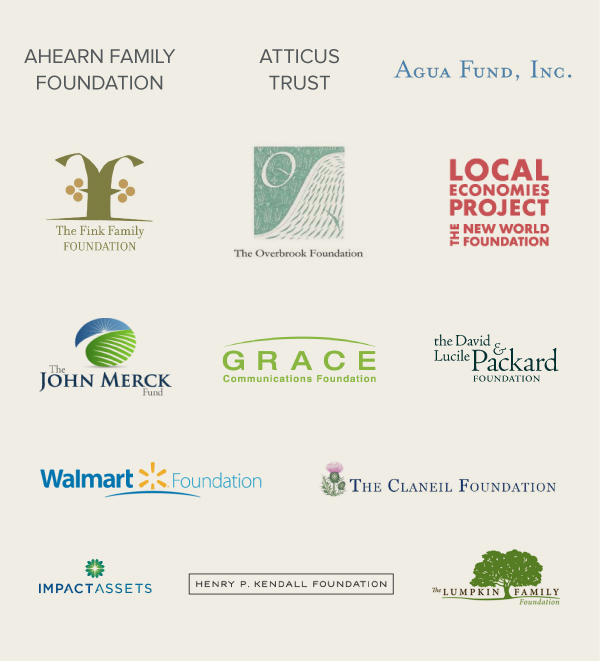 AHEARN FAMILY
FOUNDATION
ATTICUS
TRUST
AGUA FUND, INC.
The Fink Family
FOUNDATION
O
The Overbrook Foundation
LOCAL
ECONOMIES
PROJECT
THE NEW WORLD
FOUNDATION
The
JOHN MERCK
Fund
GRACE
Communications Foundation
the David
& Lucile Packard
FOUNDATION
Walmart Foundation
THE CLANEIL FOUNDATION
IMPACTASSETS
HENRY P. KENDALL FOUNDATION
The LUMPKIN FAMILY
Foundation